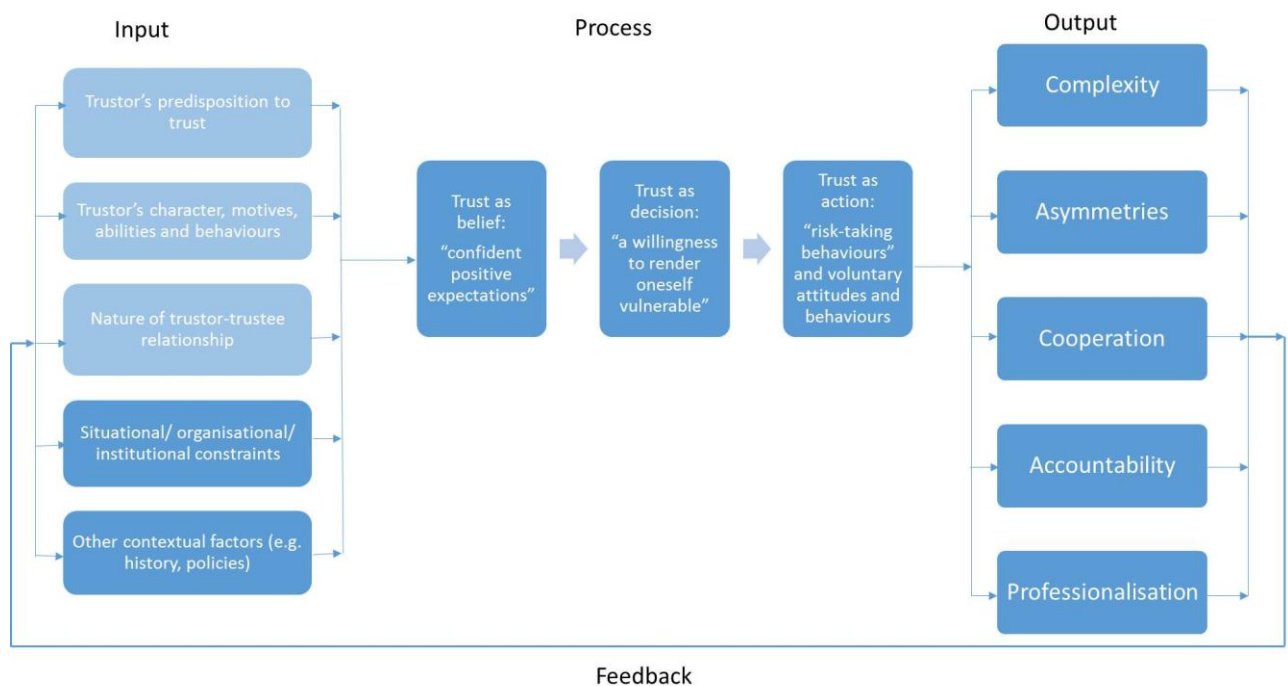 Input
Process
Output
Trustor's predisposition to
trust
Trustor's character, motives,
abilities and behaviours
Nature of trustor-trustee
relationship
Situational/ organisational/
institutional constraints
Other contextual factors (e.g.
history, policies)
Trust as
belief:
“confident
positive
expectations”
Trust as
decision:
“a willingness
to render
oneself
vulnerable”
Trust as
action:
“risk-taking
behaviours”
and voluntary
attitudes and
behaviours
Complexity
Asymmetries
Cooperation
Accountability
Professionalisation
Feedback